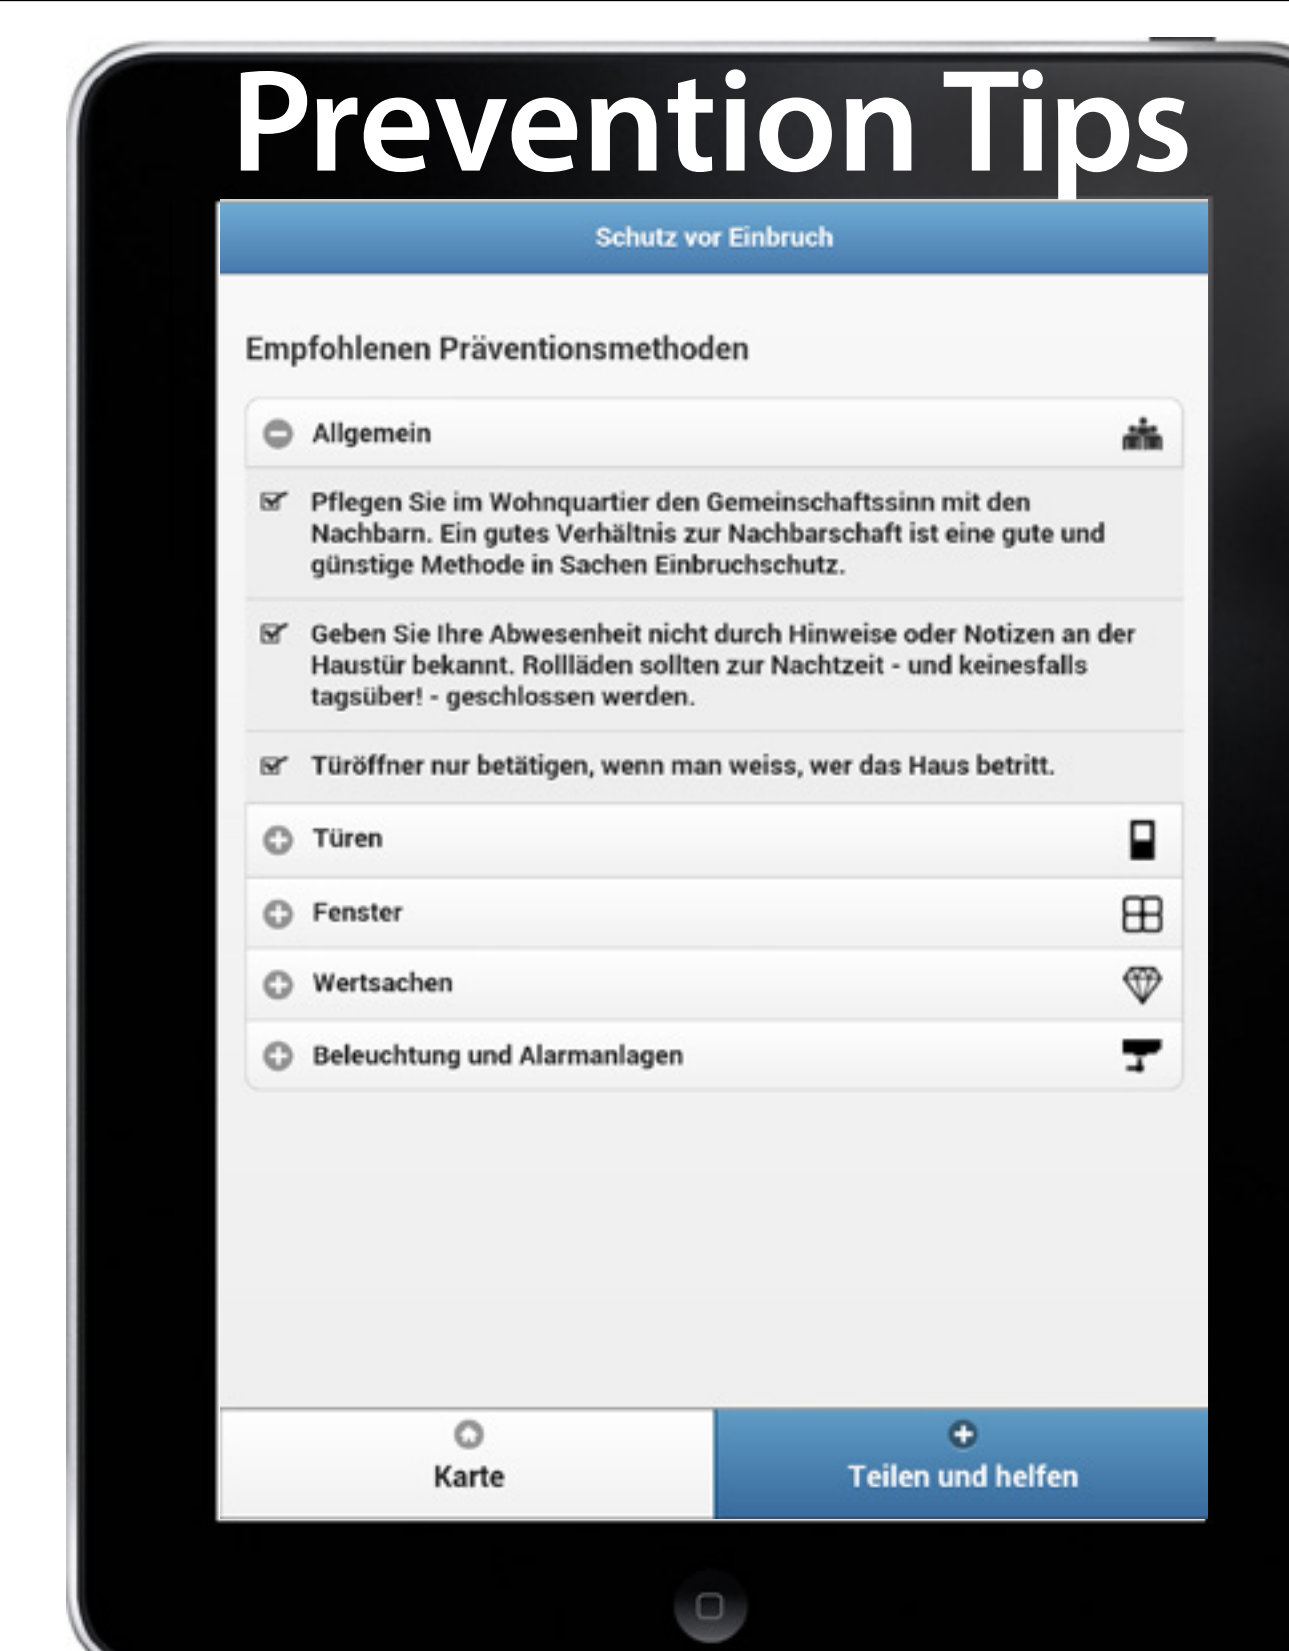 Prevention Tips
Schutz vor Einbruch
Empfohlenen Präventionsmethoden
Allgemein
Pflegen Sie im Wohnquartier den Gemeinschaftssinn mit den
Nachbarn. Ein gutes Verhältnis zur Nachbarschaft ist eine gute und
günstige Methode in Sachen Einbruchschutz.
Geben Sie Ihre Abwesenheit nicht durch Hinweise oder Notizen an der
Haustür bekannt. Rollläden sollten zur Nachtzeit - und keinesfalls
tagsüber! - geschlossen werden.
Türöffner nur betätigen, wenn man weiss, wer das Haus betritt.
Türen
Fenster
Wertsachen
Beleuchtung und Alarmanlagen
Karte
Teilen und helfen